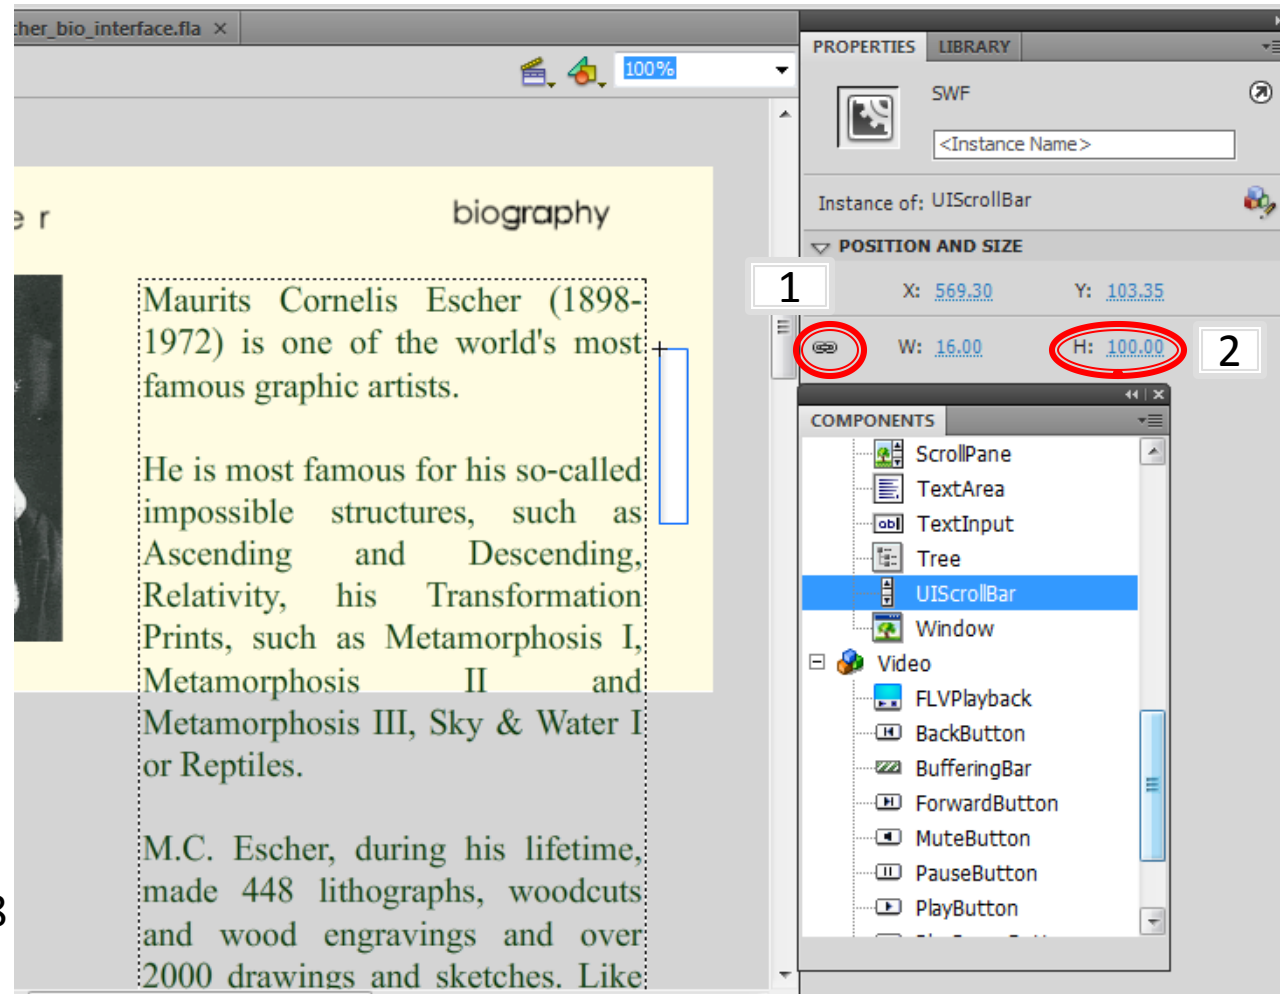 cher_bio_interface.fla ×
100%
e r
biography
Maurits Cornelis Escher (1898-
1972) is one of the world's most
famous graphic artists.
He is most famous for his so-called
impossible structures, such as
Ascending and Descending,
Relativity, his Transformation
Prints, such as Metamorphosis I,
Metamorphosis II and
Metamorphosis III, Sky & Water I
or Reptiles.
M.C. Escher, during his lifetime,
made 448 lithographs, woodcuts
and wood engravings and over
2000 drawings and sketches. Like
PROPERTIES LIBRARY
SWF
<Instance Name>
Instance of: UIScrollBar
POSITION AND SIZE
1
X: 569.30 Y: 103.35
W: 16.00 H: 100.00
2
COMPONENTS
ScrollPane
TextArea
TextInput
Tree
UIScrollBar
Window
Video
FLVPlayback
BackButton
BufferingBar
ForwardButton
MuteButton
PauseButton
PlayButton